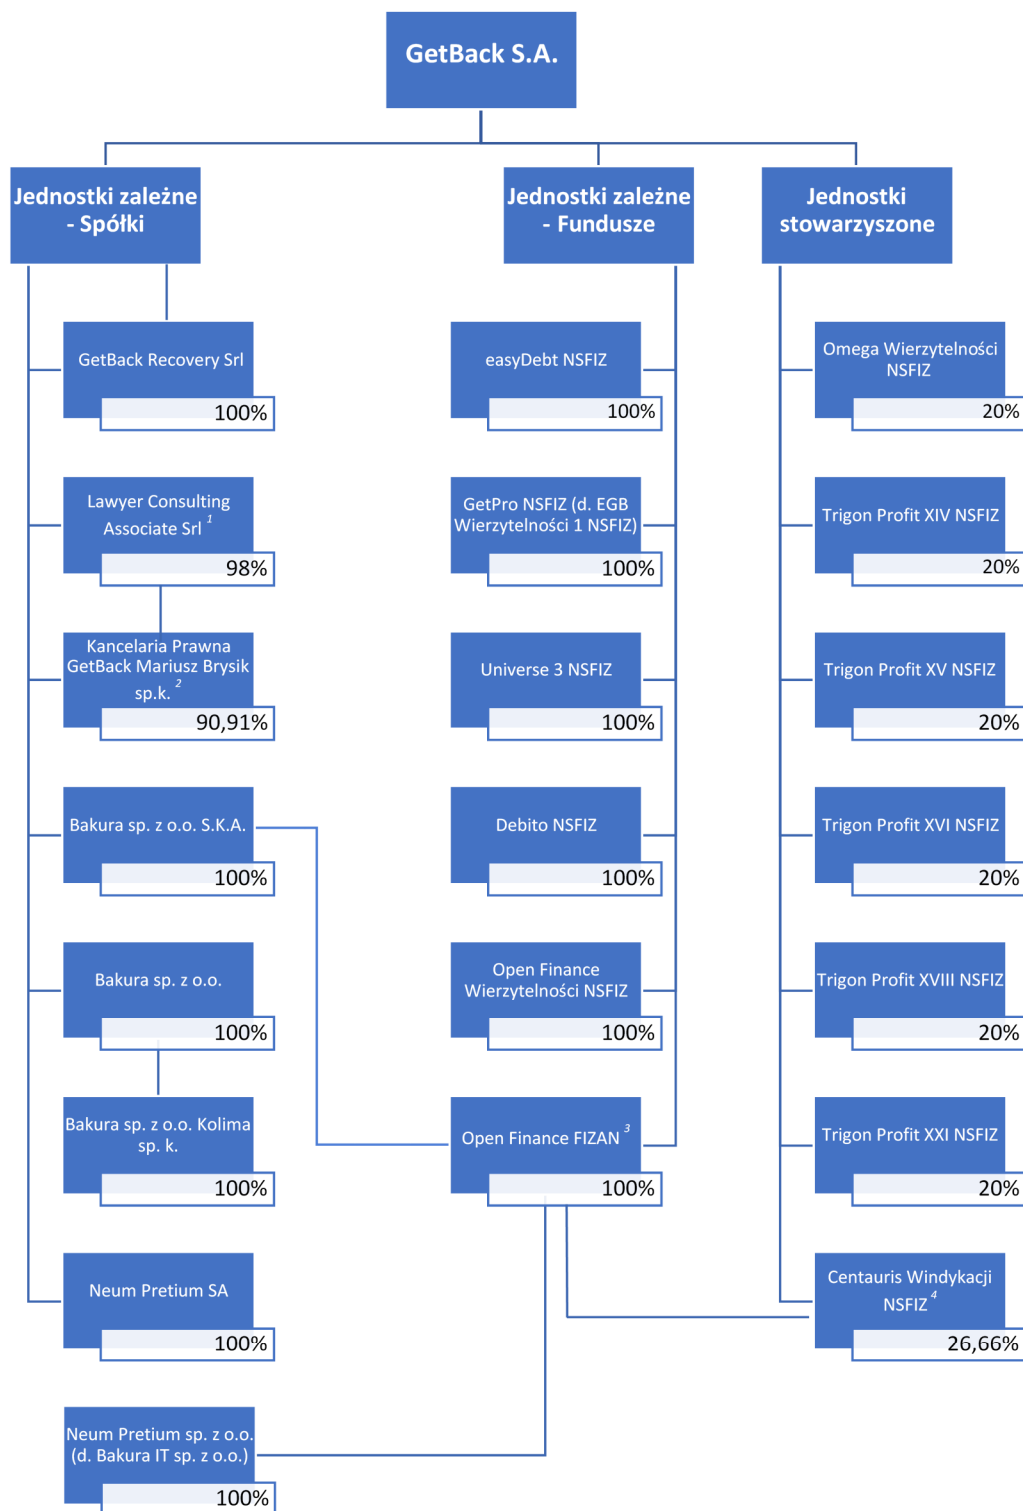 GetBack S.A.
Jednostki zależne
- Spółki
GetBack Recovery Srl
100%
Lawyer Consulting
Associate Srl 1
98%
Kancelaria Prawna
GetBack Mariusz Brysik
sp.k. 2
90,91%
Bakura sp. z o.o. S.K.A.
100%
Bakura sp. z o.o.
100%
Bakura sp. z o.o. Kolima
sp. k.
100%
Neum Pretium SA
100%
Neum Pretium sp. z o.o.
(d. Bakura IT sp. z o.o.)
100%
Jednostki zależne
- Fundusze
easyDebt NSFIZ
100%
GetPro NSFIZ (d. EGB
Wierzytelności 1 NSFIZ)
100%
Universe 3 NSFIZ
100%
Debito NSFIZ
100%
Open Finance
Wierzytelności NSFIZ
100%
Open Finance FIZAN 3
100%
Jednostki
stowarzyszone
Omega Wierzytelności
NSFIZ
20%
Trigon Profit XIV NSFIZ
20%
Trigon Profit XV NSFIZ
20%
Trigon Profit XVI NSFIZ
20%
Trigon Profit XVIII NSFIZ
20%
Trigon Profit XXI NSFIZ
20%
Centauris Windykacji
NSFIZ 4
26,66%